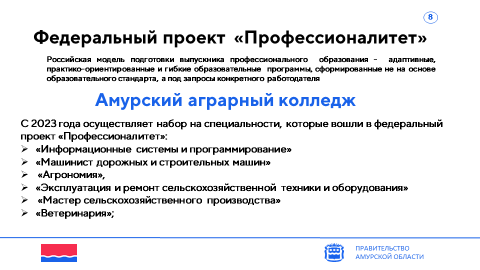 8
Федеральный проект «Профессионалитет»
Российская модель подготовки выпускника профессионального образования - адаптивные,
практико-ориентированные и гибкие образовательные программы, сформированные не на основе
образовательного стандарта, а под запросы конкретного работодателя
Амурский аграрный колледж
С 2023 года осуществляет набор на специальности, которые вошли в федеральный
проект «Профессионалитет»:
➢ «Информационные системы и программирование»
➢ «Машинист дорожных и строительных машин»
➢ «Агрономия»,
➢ «Эксплуатация и ремонт сельскохозяйственной техники и оборудования»
➢ «Мастер сельскохозяйственного производства»
➢ «Ветеринария»;
ПРАВИТЕЛЬСТВО
АМУРСКОЙ ОБЛАСТИ